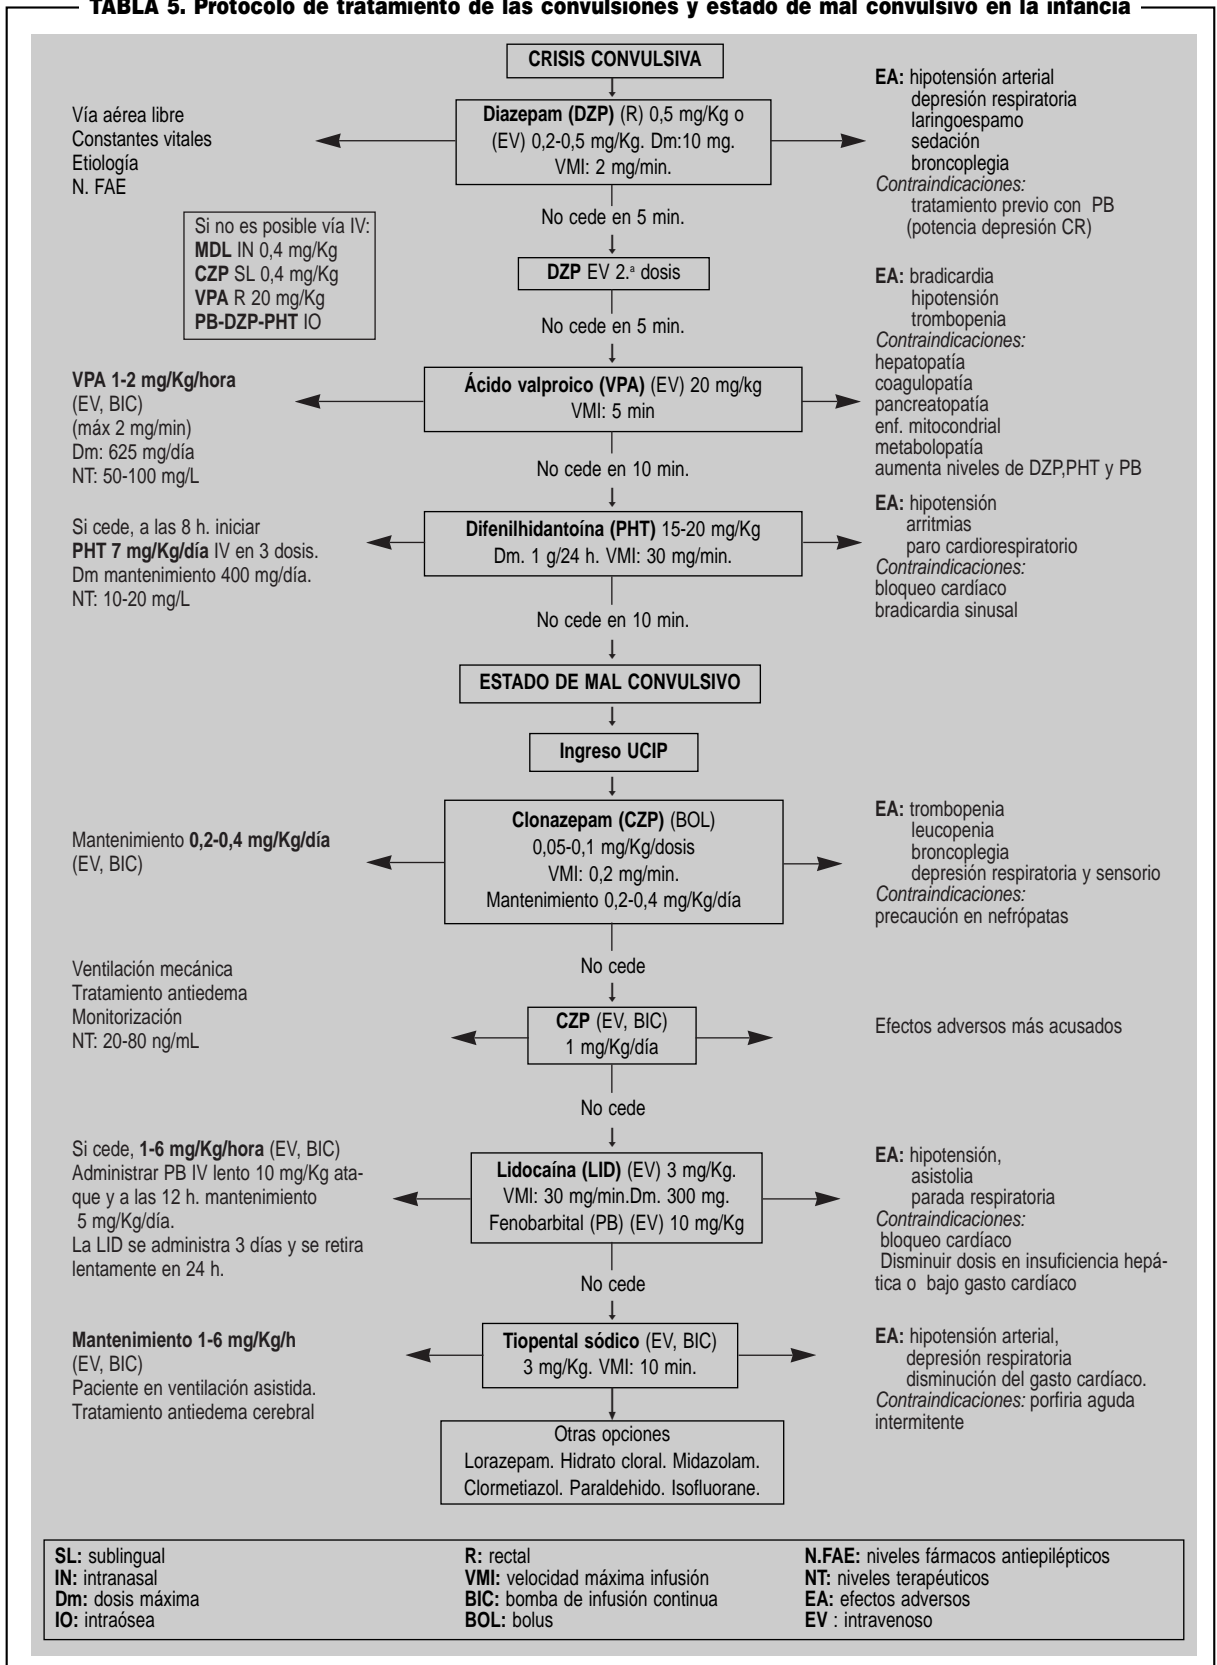 TABLA 5. Protocolo de tratamiento de las convulsiones y estado de mal convulsivo en la infancia
CRISIS CONVULSIVA
Vía aérea libre
Constantes vitales
Etiología
N. FAE
Diazepam (DZP) (R) 0,5 mg/Kg o
(EV) 0,2-0,5 mg/Kg. Dm:10 mg.
VMI: 2 mg/min.
EA: hipotensión arterial
depresión respiratoria
laringoespamo
sedación
broncoplegia
Contraindicaciones:
tratamiento previo con PB
(potencia depresión CR)
No cede en 5 min.
Si no es posible vía IV:
MDL IN 0,4 mg/Kg
CZP SL 0,4 mg/Kg
VPA R 20 mg/Kg
PB-DZP-PHT IO
DZP EV 2.ª dosis
No cede en 5 min.
EA: bradicardia
hipotensión
trombopenia
Contraindicaciones:
hepatopatía
coagulopatía
pancreatopatía
enf. mitocondrial
metabolopatía
aumenta niveles de DZP,PHT y PB
VPA 1-2 mg/Kg/hora
(EV, BIC)
(máx 2 mg/min)
Dm: 625 mg/día
NT: 50-100 mg/L
Ácido valproico (VPA) (EV) 20 mg/kg
VMI: 5 min
No cede en 10 min.
Si cede, a las 8 h. iniciar
PHT 7 mg/Kg/día IV en 3 dosis.
Dm mantenimiento 400 mg/día.
NT: 10-20 mg/L
Difenilhidantoína (PHT) 15-20 mg/Kg
Dm. 1 g/24 h. VMI: 30 mg/min.
EA: hipotensión
arritmias
paro cardiorespiratorio
Contraindicaciones:
bloqueo cardíaco
bradicardia sinusal
No cede en 10 min.
ESTADO DE MAL CONVULSIVO
Ingreso UCIP
Mantenimiento 0,2-0,4 mg/Kg/día
(EV, BIC)
Clonazepam (CZP) (BOL)
0,05-0,1 mg/Kg/dosis
VMI: 0,2 mg/min.
Mantenimiento 0,2-0,4 mg/Kg/día
EA: trombopenia
leucopenia
broncoplegia
depresión respiratoria y sensorio
Contraindicaciones:
precaución en nefrópatas
No cede
Ventilación mecánica
Tratamiento antiedema
Monitorización
NT: 20-80 ng/mL
CZP (EV, BIC)
1 mg/Kg/día
Efectos adversos más acusados
No cede
Si cede, 1-6 mg/Kg/hora (EV, BIC)
Administrar PB IV lento 10 mg/Kg ata-
que y a las 12 h. mantenimiento
5 mg/Kg/día.
La LID se administra 3 días y se retira
lentamente en 24 h.
Lidocaína (LID) (EV) 3 mg/Kg.
VMI: 30 mg/min.Dm. 300 mg.
Fenobarbital (PB) (EV) 10 mg/Kg
EA: hipotensión,
asistolia
parada respiratoria
Contraindicaciones:
bloqueo cardíaco
Disminuir dosis en insuficiencia hepá-
tica o bajo gasto cardíaco
No cede
Mantenimiento 1-6 mg/Kg/h
(EV, BIC)
Paciente en ventilación asistida.
Tratamiento antiedema cerebral
Tiopental sódico (EV, BIC)
3 mg/Kg. VMI: 10 min.
EA: hipotensión arterial,
depresión respiratoria
disminución del gasto cardíaco.
Contraindicaciones: porfiria aguda
intermitente
Otras opciones
Lorazepam. Hidrato cloral. Midazolam.
Clormetiazol. Paraldehido. Isofluorane.
SL: sublingual
IN: intranasal
Dm: dosis máxima
IO: intraósea
R: rectal
VMI: velocidad máxima infusión
BIC: bomba de infusión continua
BOL: bolus
N.FAE: niveles fármacos antiepilépticos
NT: niveles terapéuticos
EA: efectos adversos
EV : intravenoso